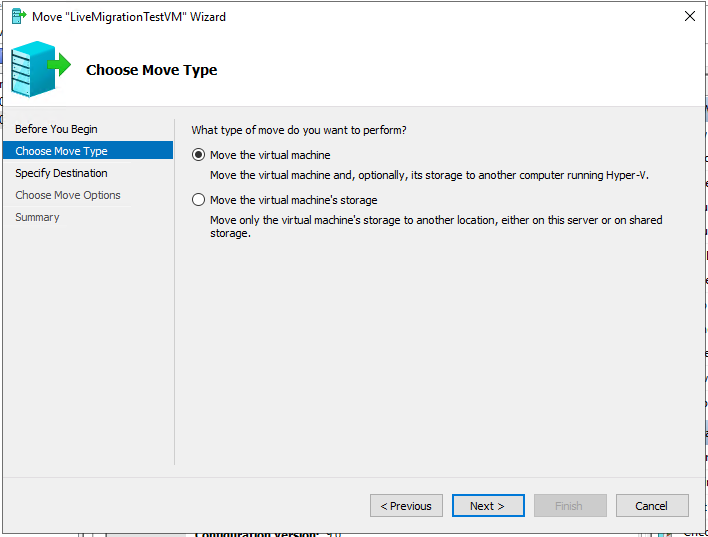 Move "LiveMigrationTestVM" Wizard
Choose Move Type
Before You Begin
Choose Move Type
Specify Destination
Choose Move Options
Summary
What type of move do you want to perform?
Move the virtual machine
Move the virtual machine and, optionally, its storage to another computer running Hyper-V.
Move the virtual machine's storage
Move only the virtual machine's storage to another location, either on this server or on shared
storage.
< Previous
Next >
Finish
Cancel